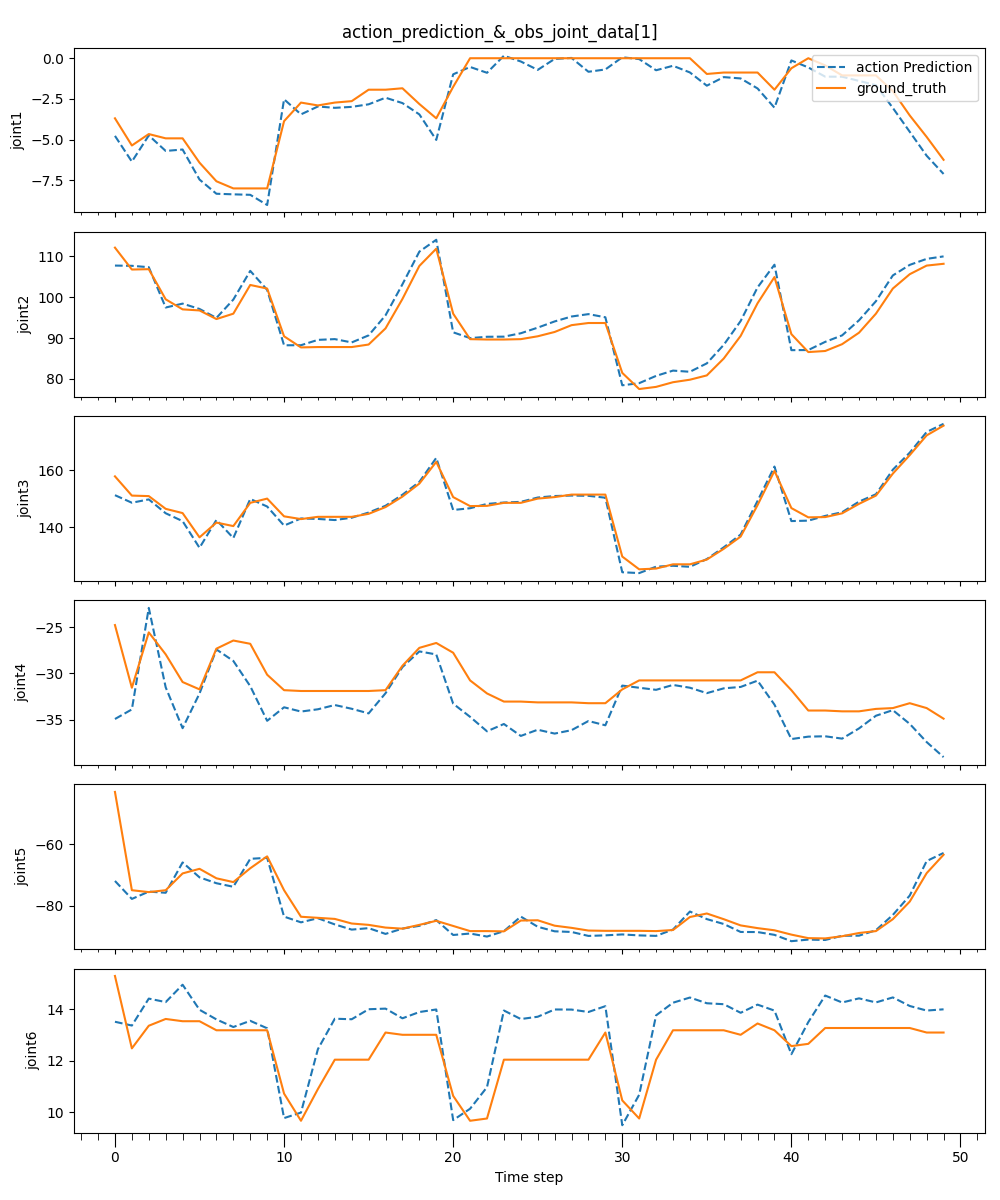 action_prediction_&_obs_joint_data[1]
0.0
−2.5
−5.0
−7.5
joint1
action Prediction
ground_truth
110
100
90
80
joint2
160
140
joint3
−25
−30
−35
joint4
−60
−80
joint5
14
12
10
joint6
0
10
20
30
40
50
Time step